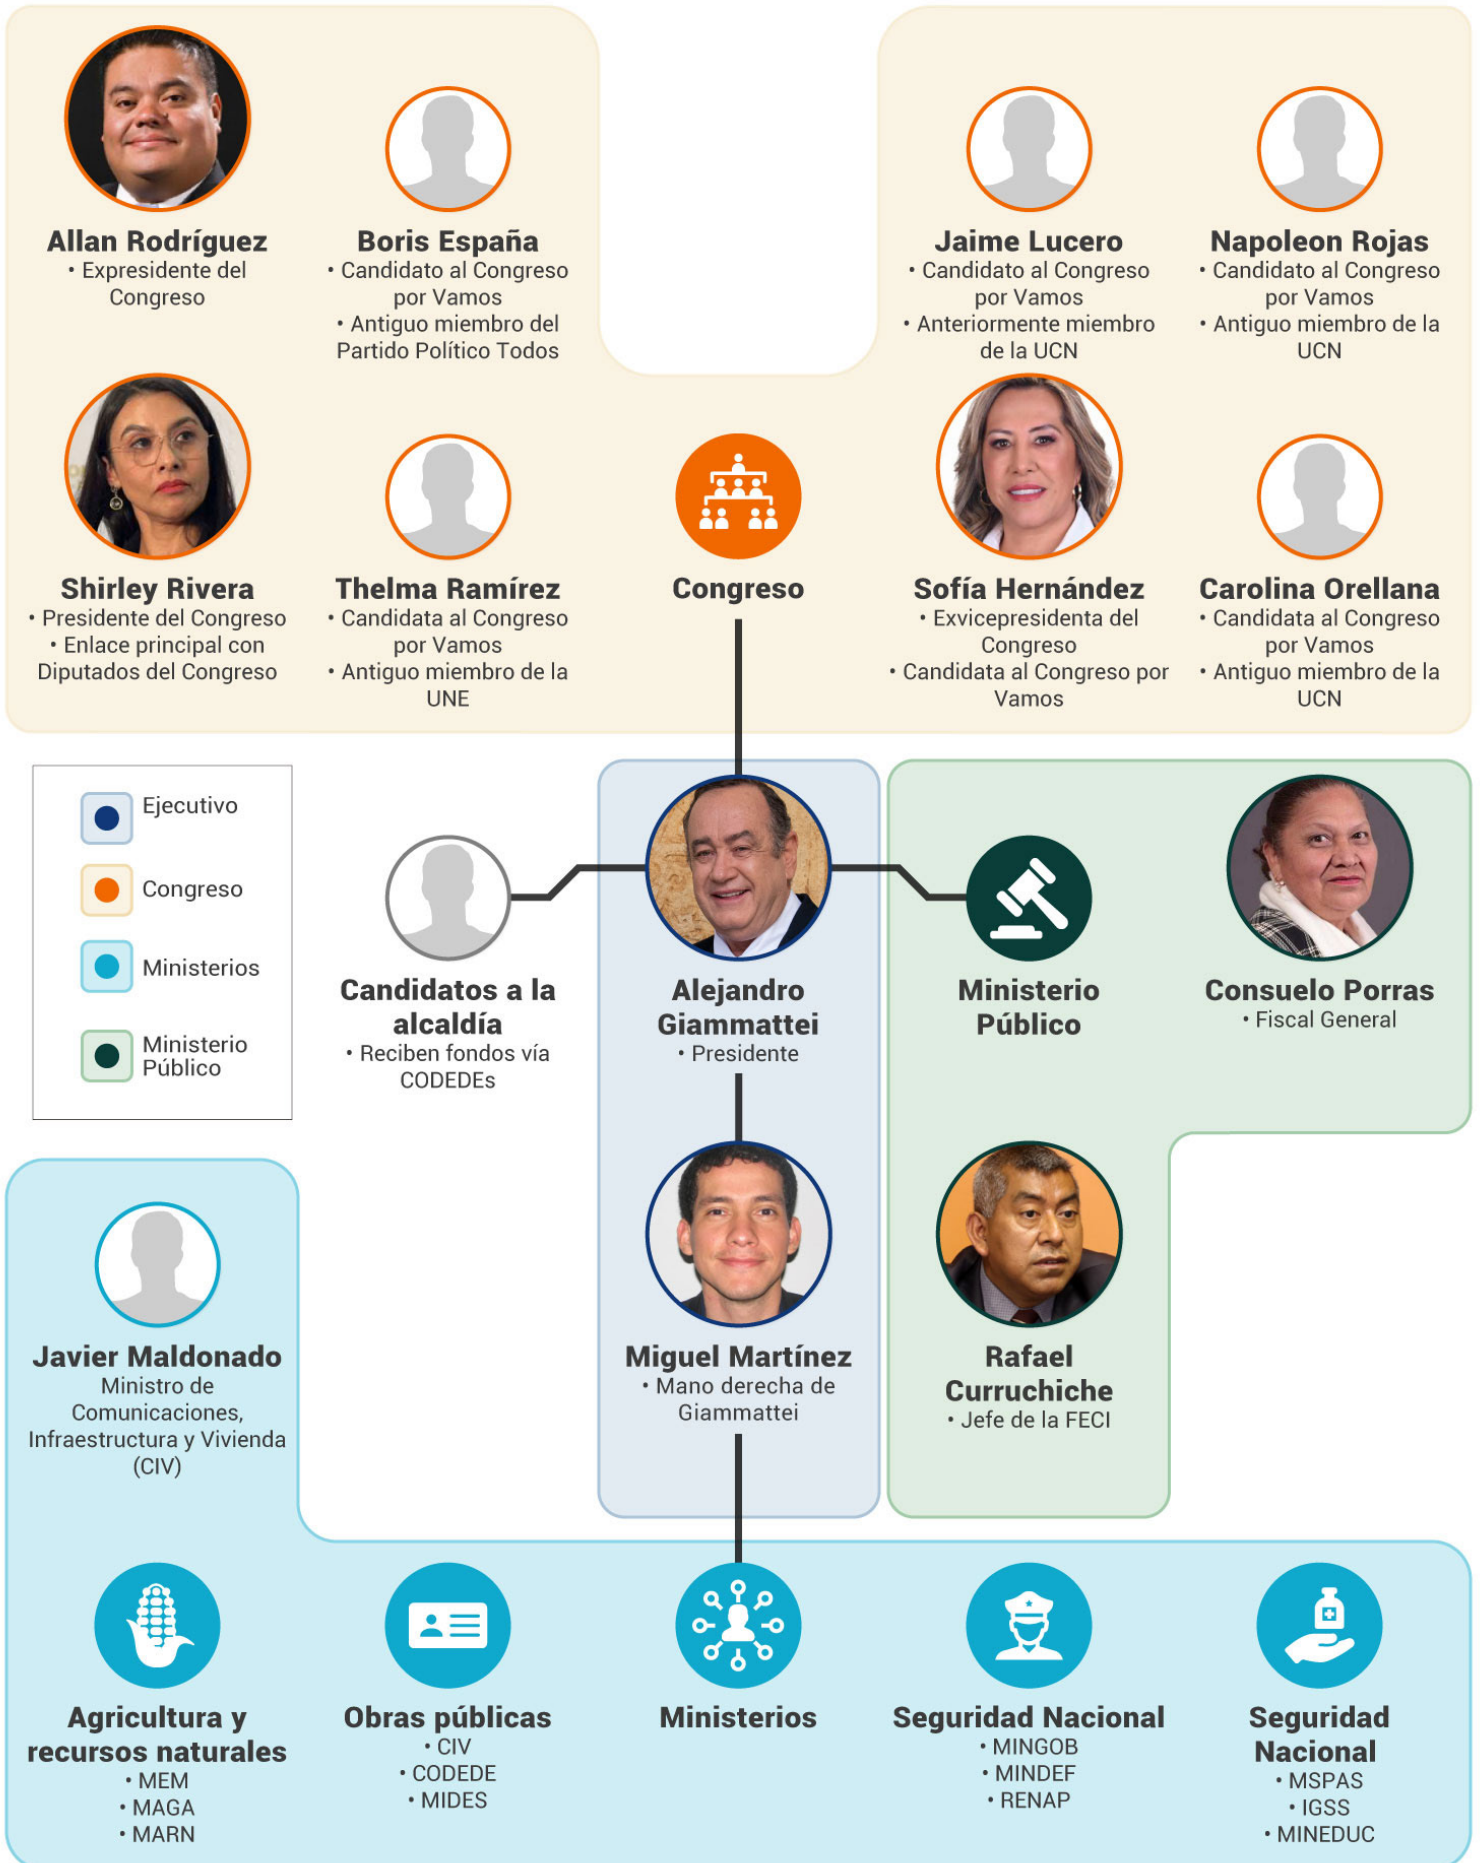 Allan Rodríguez
• Expresidente del
Congreso
Boris España
• Candidato al Congreso
por Vamos
• Antiguo miembro del
Partido Político Todos
Jaime Lucero
• Candidato al Congreso
por Vamos
• Anteriormente miembro
de la UCN
Napoleon Rojas
• Candidato al Congreso
por Vamos
• Antiguo miembro de la
UCN
Shirley Rivera
• Presidente del Congreso
• Enlace principal con
Diputados del Congreso
Thelma Ramírez
• Candidata al Congreso
por Vamos
• Antiguo miembro de la
UNE
Congreso
Sofía Hernández
• Exvicepresidenta del
Congreso
• Candidata al Congreso por
Vamos
Carolina Orellana
• Candidata al Congreso
por Vamos
• Antiguo miembro de la
UCN
Ejecutivo
Congreso
Ministerios
Ministerio
Público
Candidatos a la
alcaldía
• Reciben fondos vía
CODEDEs
Alejandro
Giammattei
• Presidente
Ministerio
Público
Consuelo Porras
• Fiscal General
Javier Maldonado
Ministro de
Comunicaciones,
Infraestructura y Vivienda
(CIV)
Miguel Martínez
• Mano derecha de
Giammattei
Rafael
Curruchiche
• Jefe de la FECI
Agricultura y
recursos naturales
• MEM
• MAGA
• MARN
Obras públicas
• CIV
• CODEDE
• MIDES
Ministerios
Seguridad Nacional
• MINGOB
• MINDEF
• RENAP
Seguridad
Nacional
• MSPAS
• IGSS
• MINEDUC